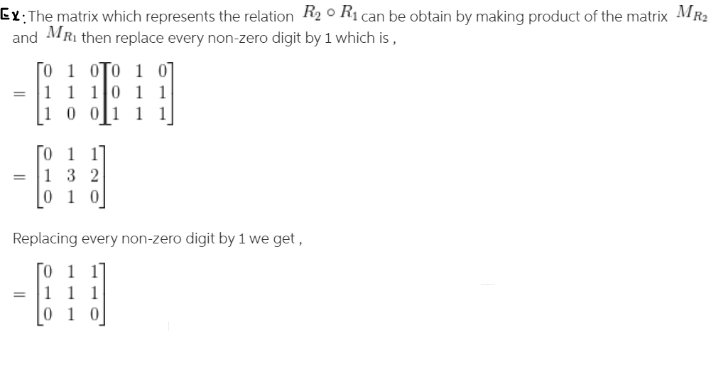 Ex: The matrix which represents the relation R₂ ∘ R₁ can be obtain by making product of the matrix M_R₂
and M_R₁ then replace every non-zero digit by 1 which is ,
= [0 1 0] [0 1 0]
[1 1 1] [0 1 1]
[1 0 0] [1 1 1]
= [0 1 1]
[1 3 2]
[0 1 0]
Replacing every non-zero digit by 1 we get ,
= [0 1 1]
[1 1 1]
[0 1 0]